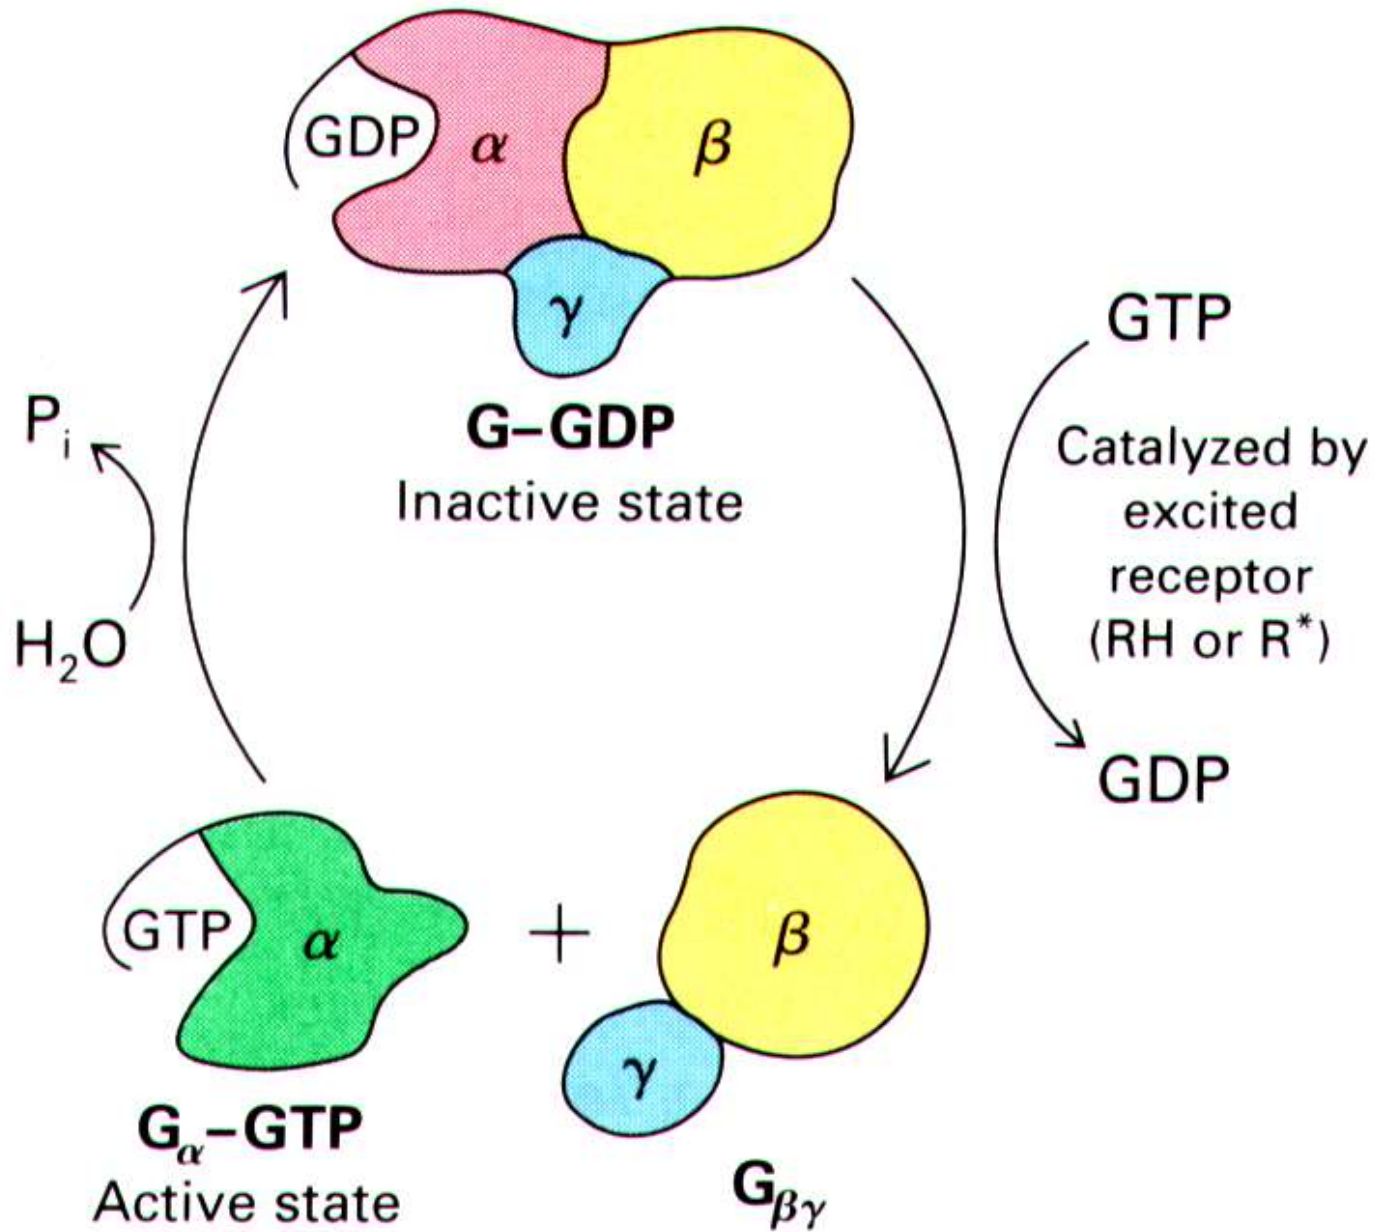 GDP α β
γ
G–GDP
Inactive state
GTP
Catalyzed by
excited
receptor
(RH or R*)
GDP
Pᵢ
H₂O
GTP α + β
γ
Gα–GTP
Active state
Gβγ